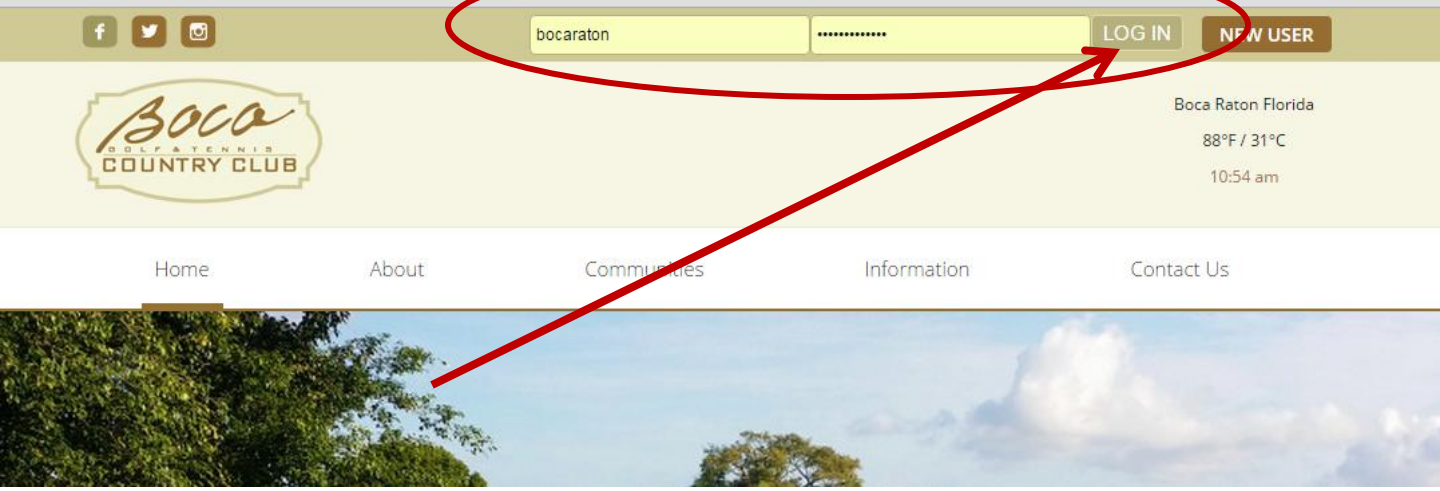 bocaraton ••••••••••••• LOG IN NEW USER
Boca
GOLF & TENNIS
COUNTRY CLUB
Boca Raton Florida
88°F / 31°C
10:54 am
Home About Communities Information Contact Us